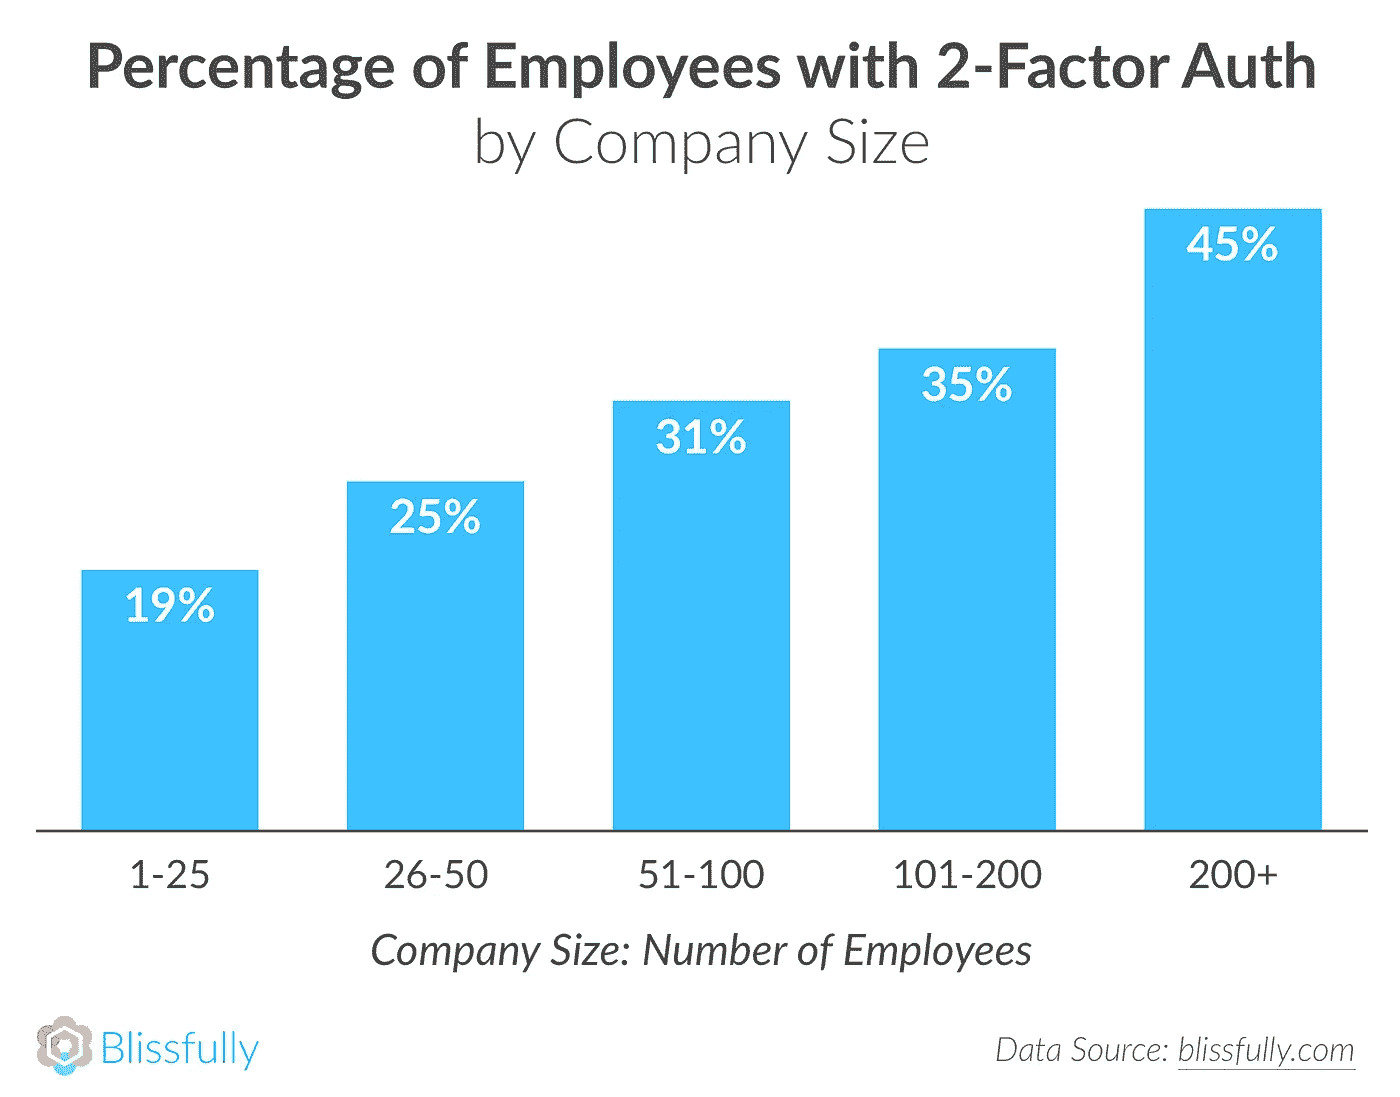 Percentage of Employees with 2-Factor Auth
by Company Size
19%
25%
31%
35%
45%
1-25
26-50
51-100
101-200
200+
Company Size: Number of Employees
Blissfully
Data Source: blissfully.com